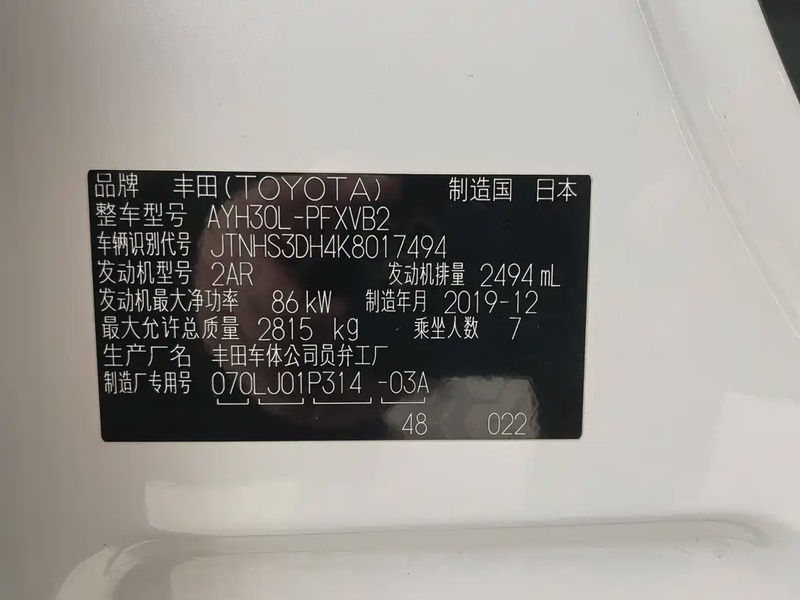 品牌 丰田(TOYOTA) 制造国 日本
整车型号 AYH30L-PFXVB2
车辆识别代号 JTNHS3DH4K8017494
发动机型号 2AR 发动机排量 2494 mL
发动机最大净功率 86 kW 制造年月 2019-12
最大允许总质量 2815 kg 乘坐人数 7
生产厂名 丰田车体公司员弁工厂
制造厂专用号 070LJ01P314 -03A
48 022